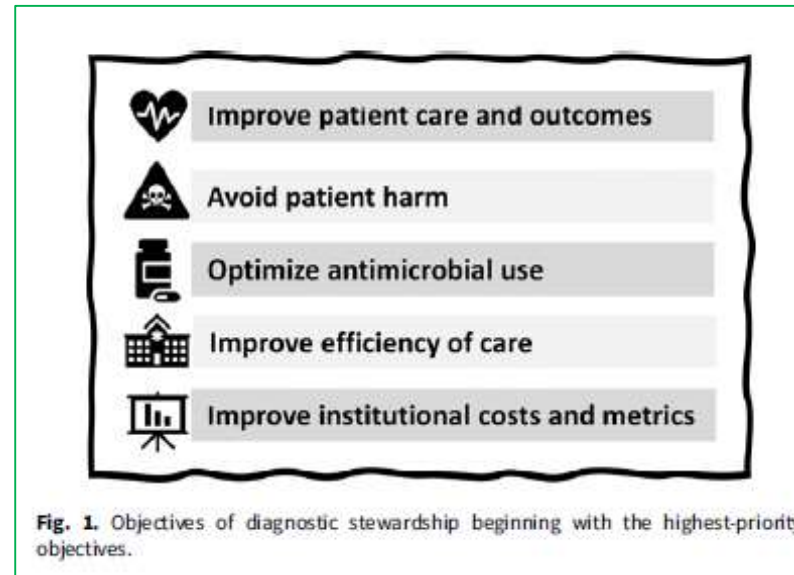 Improve patient care and outcomes
Avoid patient harm
Optimize antimicrobial use
Improve efficiency of care
Improve institutional costs and metrics
Fig. 1. Objectives of diagnostic stewardship beginning with the highest-priority
objectives.